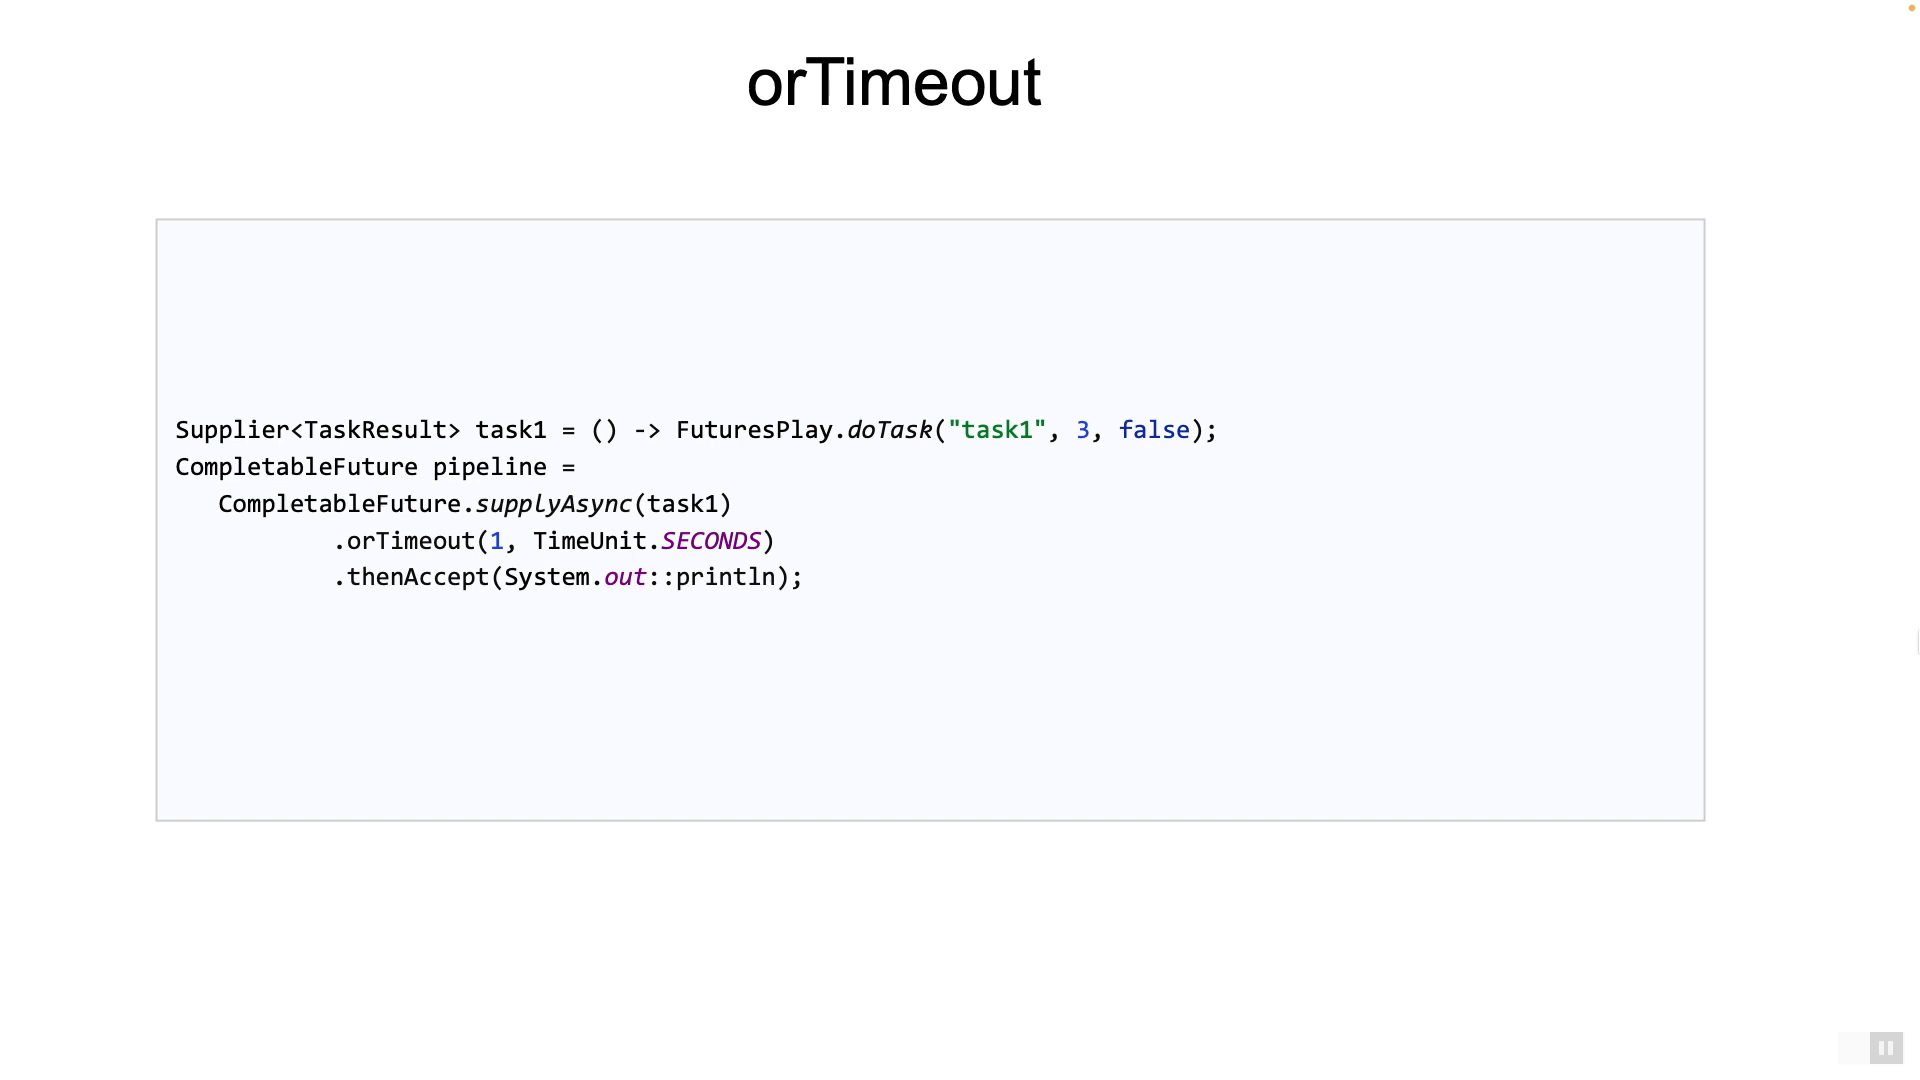 orTimeout
Supplier<TaskResult> task1 = () -> FuturesPlay.doTask("task1", 3, false);
CompletableFuture pipeline =
CompletableFuture.supplyAsync(task1)
.orTimeout(1, TimeUnit.SECONDS)
.thenAccept(System.out::println);